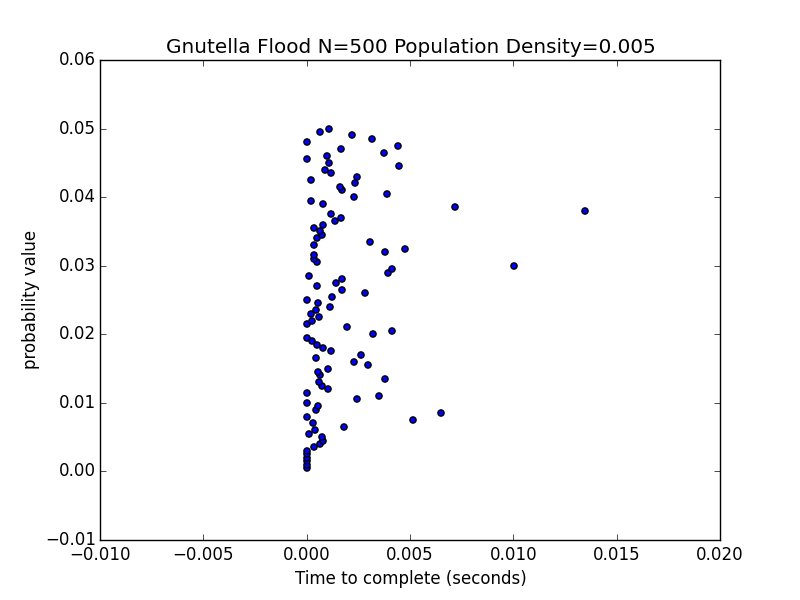 Gnutella Flood N=500 Population Density=0.005
0.06
0.05
0.04
0.03
0.02
0.01
0.00
−0.01
probability value
−0.010 −0.005 0.000 0.005 0.010 0.015 0.020
Time to complete (seconds)